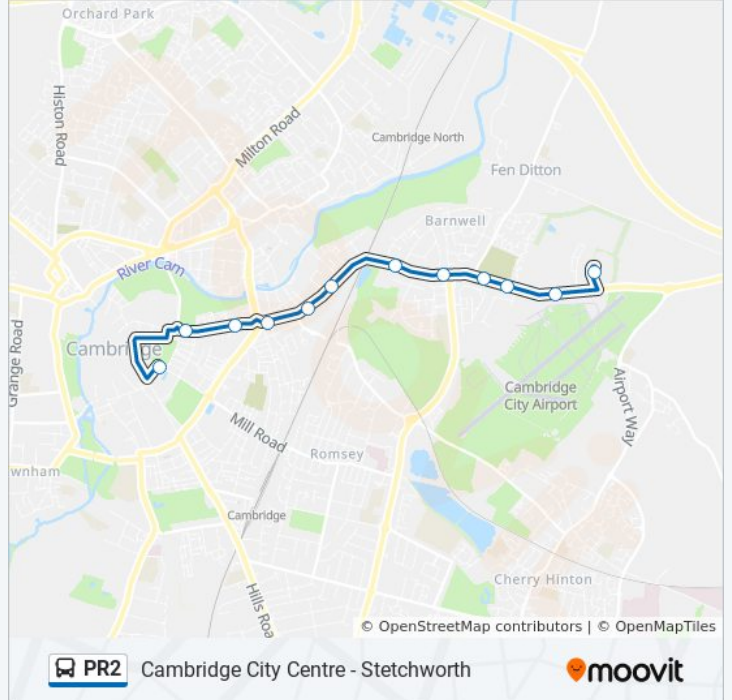 Orchard Park
Histon Road
Milton Road
Cambridge North
Fen Ditton
Barnwell
River Cam
Cambridge
Grange Road
Cambridge
City Airport
Airport Way
Mill Road
Romsey
wnham
Cambridge
Cherry Hinton
Hills Roa
© OpenStreetMap contributors | © OpenMapTiles
PR2 Cambridge City Centre - Stetchworth
moovit